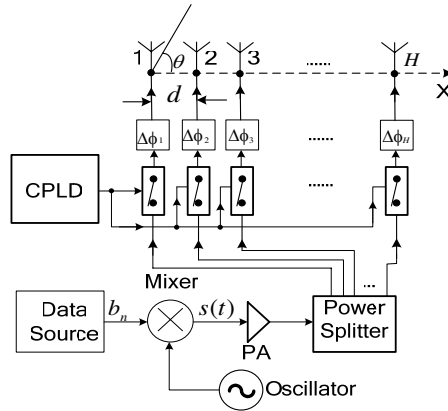 1 2 3 ...... H
θ
X
d
Δϕ1 Δϕ2 Δϕ3 ...... ΔϕH
CPLD
......
Mixer
...
Data Source
bn
s(t)
PA
Power Splitter
Oscillator